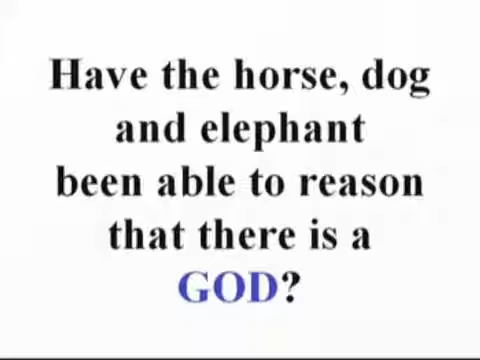 Have the horse, dog
and elephant
been able to reason
that there is a
GOD?